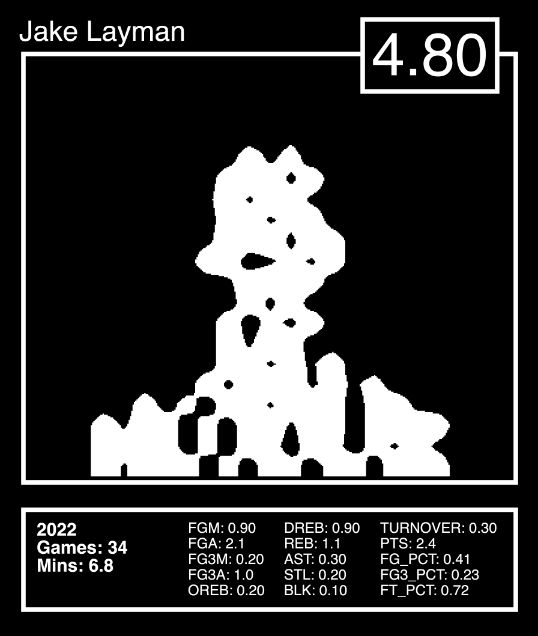 Jake Layman
4.80
2022
Games: 34
Mins: 6.8
FGM: 0.90
FGA: 2.1
FG3M: 0.20
FG3A: 1.0
OREB: 0.20
DREB: 0.90
REB: 1.1
AST: 0.30
STL: 0.20
BLK: 0.10
TURNOVER: 0.30
PTS: 2.4
FG_PCT: 0.41
FG3_PCT: 0.23
FT_PCT: 0.72